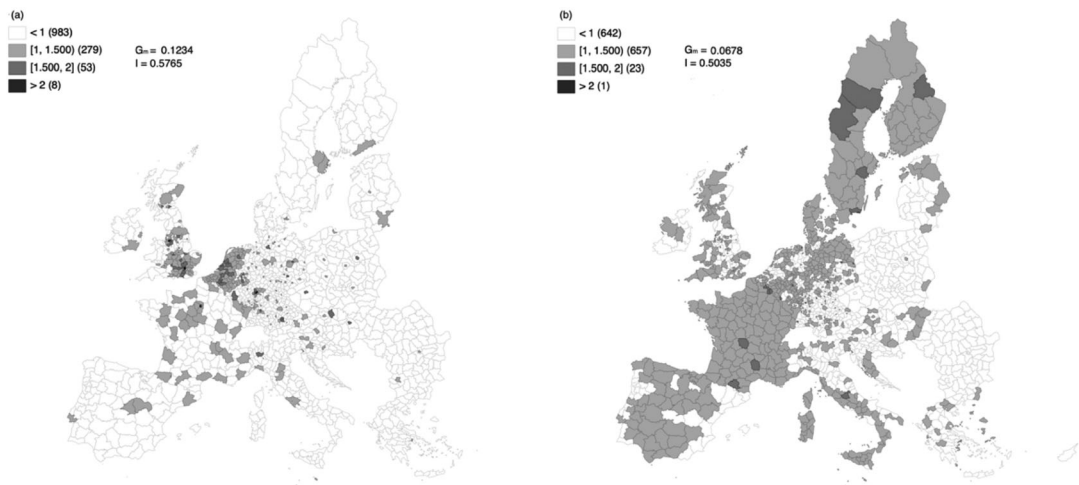 (a)
< 1 (983)
[1, 1.500) (279)
[1.500, 2] (53)
> 2 (8)
Gm = 0.1234
I = 0.5765
(b)
< 1 (642)
[1, 1.500) (657)
[1.500, 2] (23)
> 2 (1)
Gm = 0.0678
I = 0.5035